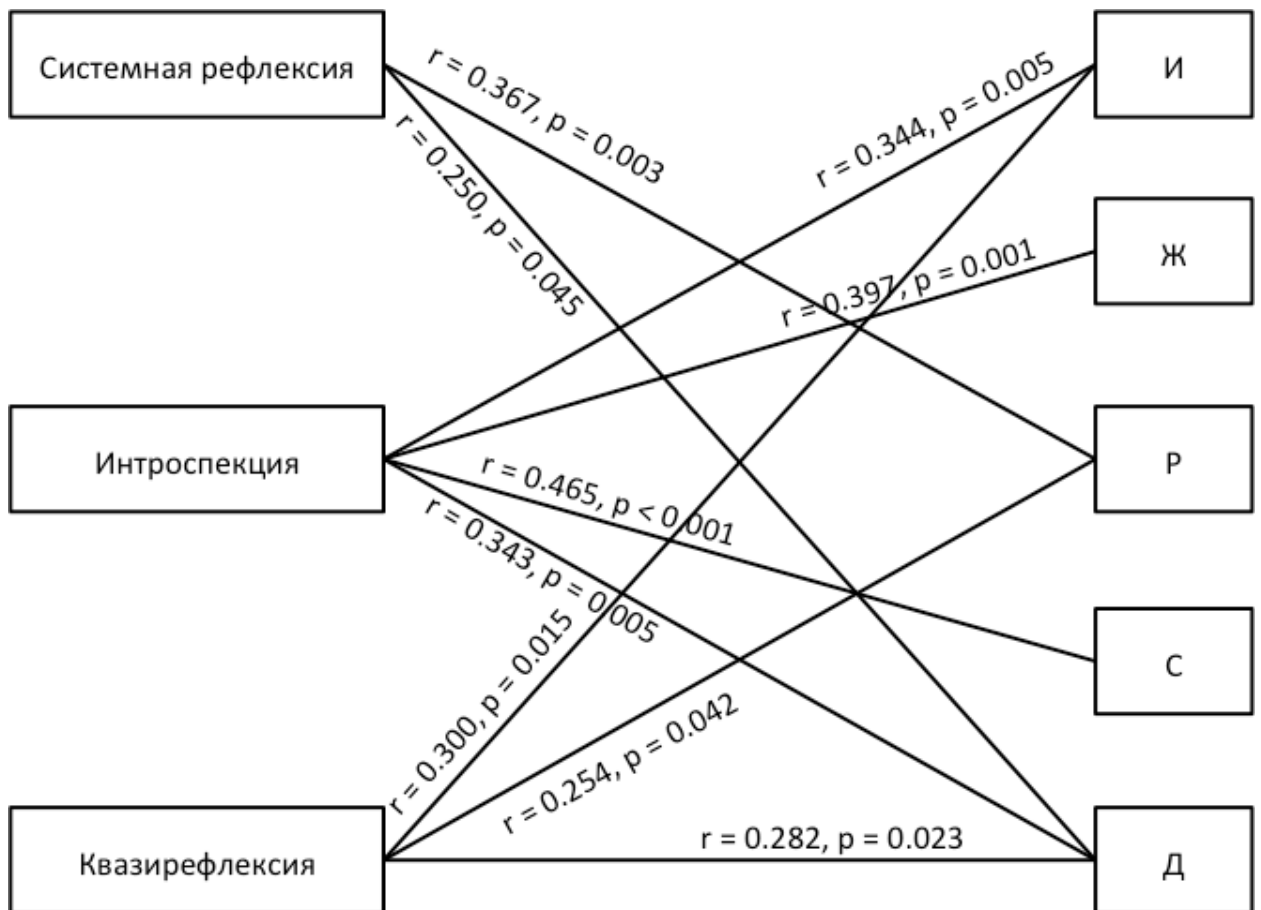 Системная рефлексия
И
r = 0.367, p = 0.003
r = 0.344, p = 0.005
r = 0.250, p = 0.045
Ж
r = 0.397, p = 0.001
Интроспекция
Р
r = 0.465, p < 0.001
r = 0.343, p = 0.005
С
r = 0.300, p = 0.015
r = 0.254, p = 0.042
r = 0.282, p = 0.023
Квазирефлексия
Д